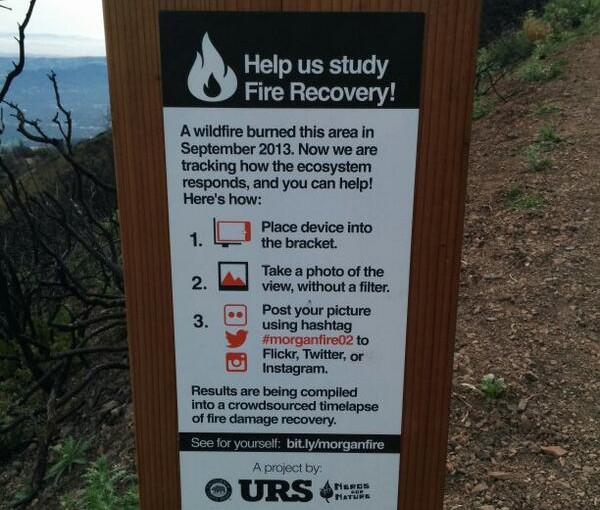 Help us study
Fire Recovery!
A wildfire burned this area in
September 2013. Now we are
tracking how the ecosystem
responds, and you can help!
Here's how:
1. Place device into
the bracket.
2. Take a photo of the
view, without a filter.
3. Post your picture
using hashtag
#morganfire02 to
Flickr, Twitter, or
Instagram.
Results are being compiled
into a crowdsourced timelapse
of fire damage recovery.
See for yourself: bit.ly/morganfire
A project by:
URS
NERDS
FOR
NATURE